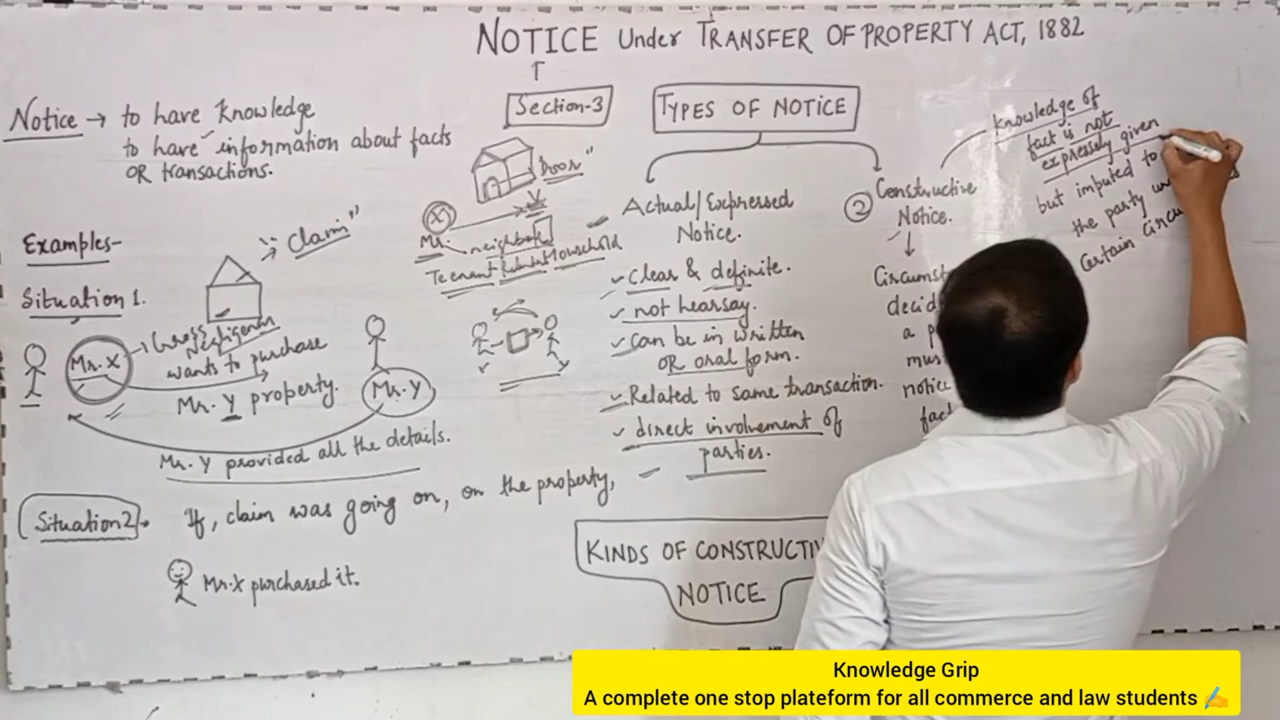 NOTICE Under TRANSFER OF PROPERTY ACT, 1882
Section-3
Notice → to have knowledge
to have information about facts
OR transactions.
Examples-
Situation 1.
"Claim"
Mr. X
Gross
Negligence
wants to purchase
Mr. Y property.
Mr. Y
Mr. Y provided all the details.
Situation 2.
If, claim was going on, on the property,
Mr. X purchased it.
Door"
X
Mr.
neighbor
Tecnant
Household
TYPES OF NOTICE
Actual/Expressed
Notice.
clear & definite.
not hearsay.
can be in written
OR oral form.
Related to same transaction.
direct involvement of
parties.
② Constructive
Notice.
Circumst
decid
a p
must
notice
fact
knowledge of
fact is not
expressly given
but imputed to
the party un
Certain Circu
KINDS OF CONSTRUCTIV
NOTICE
Knowledge Grip
A complete one stop plateform for all commerce and law students ✍